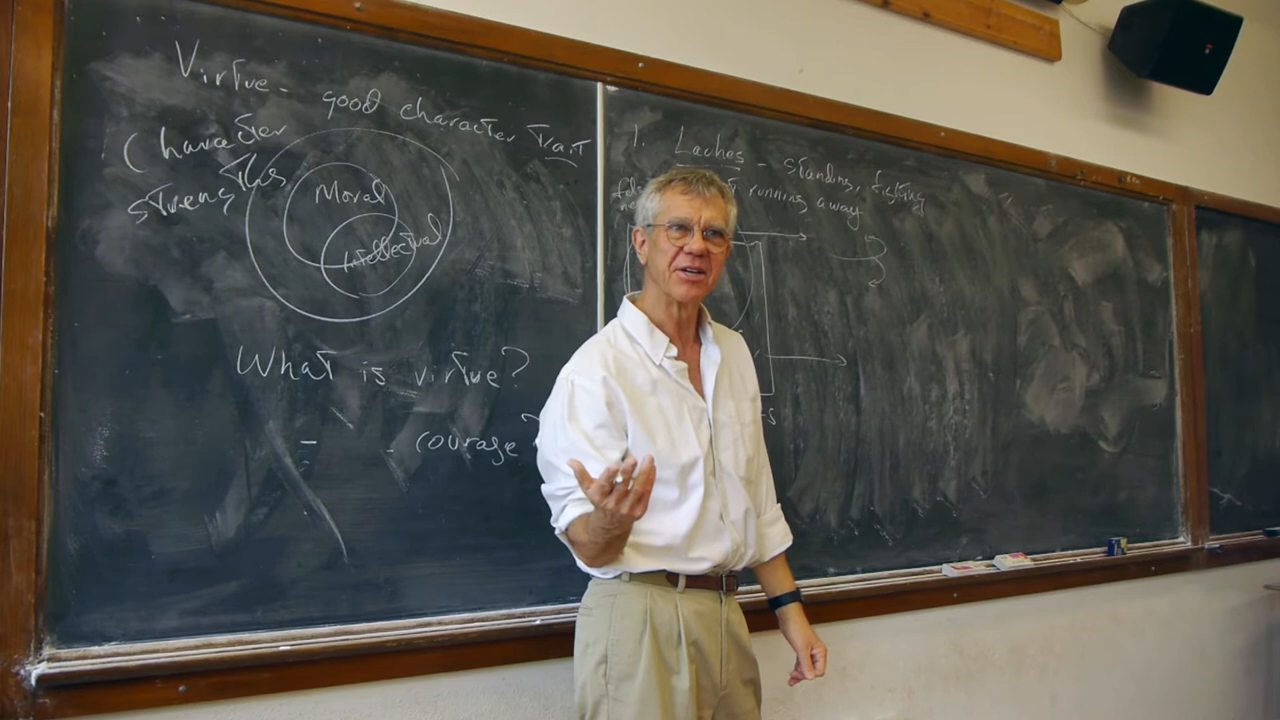 Virtue - good character trait
Character
strengths
Moral
Intellectual
What is virtue?
- - courage?
1. Laches - standing, fighting
running away